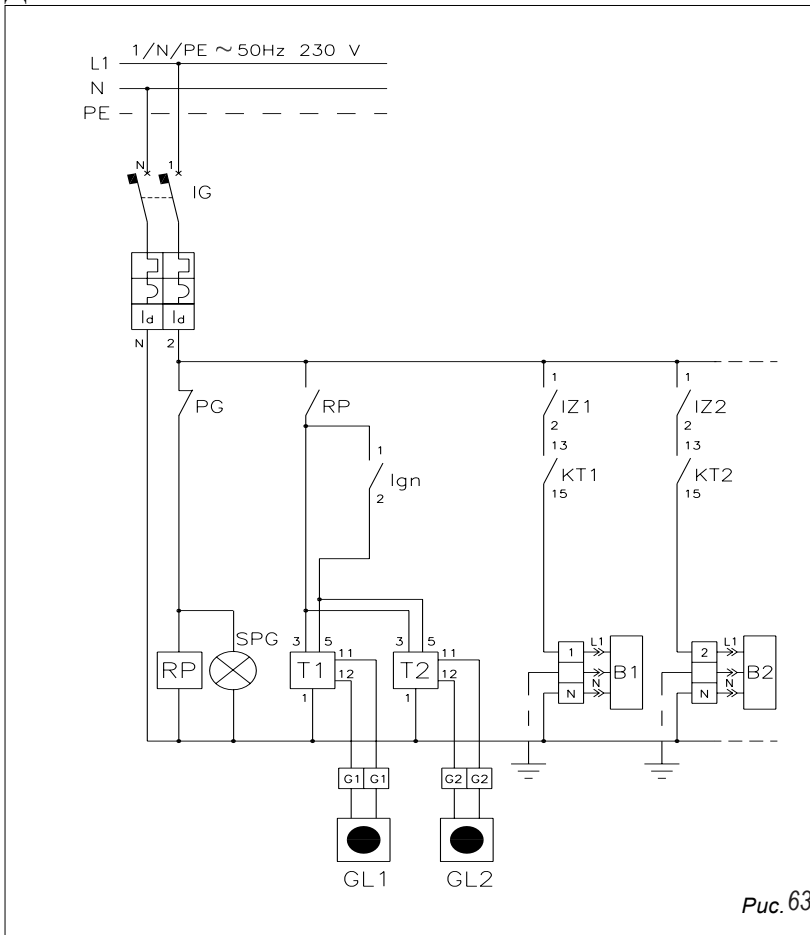 1/N/PE ~ 50Hz 230 V
L1
N
PE
N 1
IG
Id Id
N 2
PG
RP
1
Ign
2
1
IZ1
2
13
KT1
15
1
IZ2
2
13
KT2
15
RP
SPG
3 5
T1
11
12
1
3 5
T2
11
12
1
1
L1
N
N
B1
2
L1
N
N
B2
G1 G1
G2 G2
GL1
GL2
Рис. 63